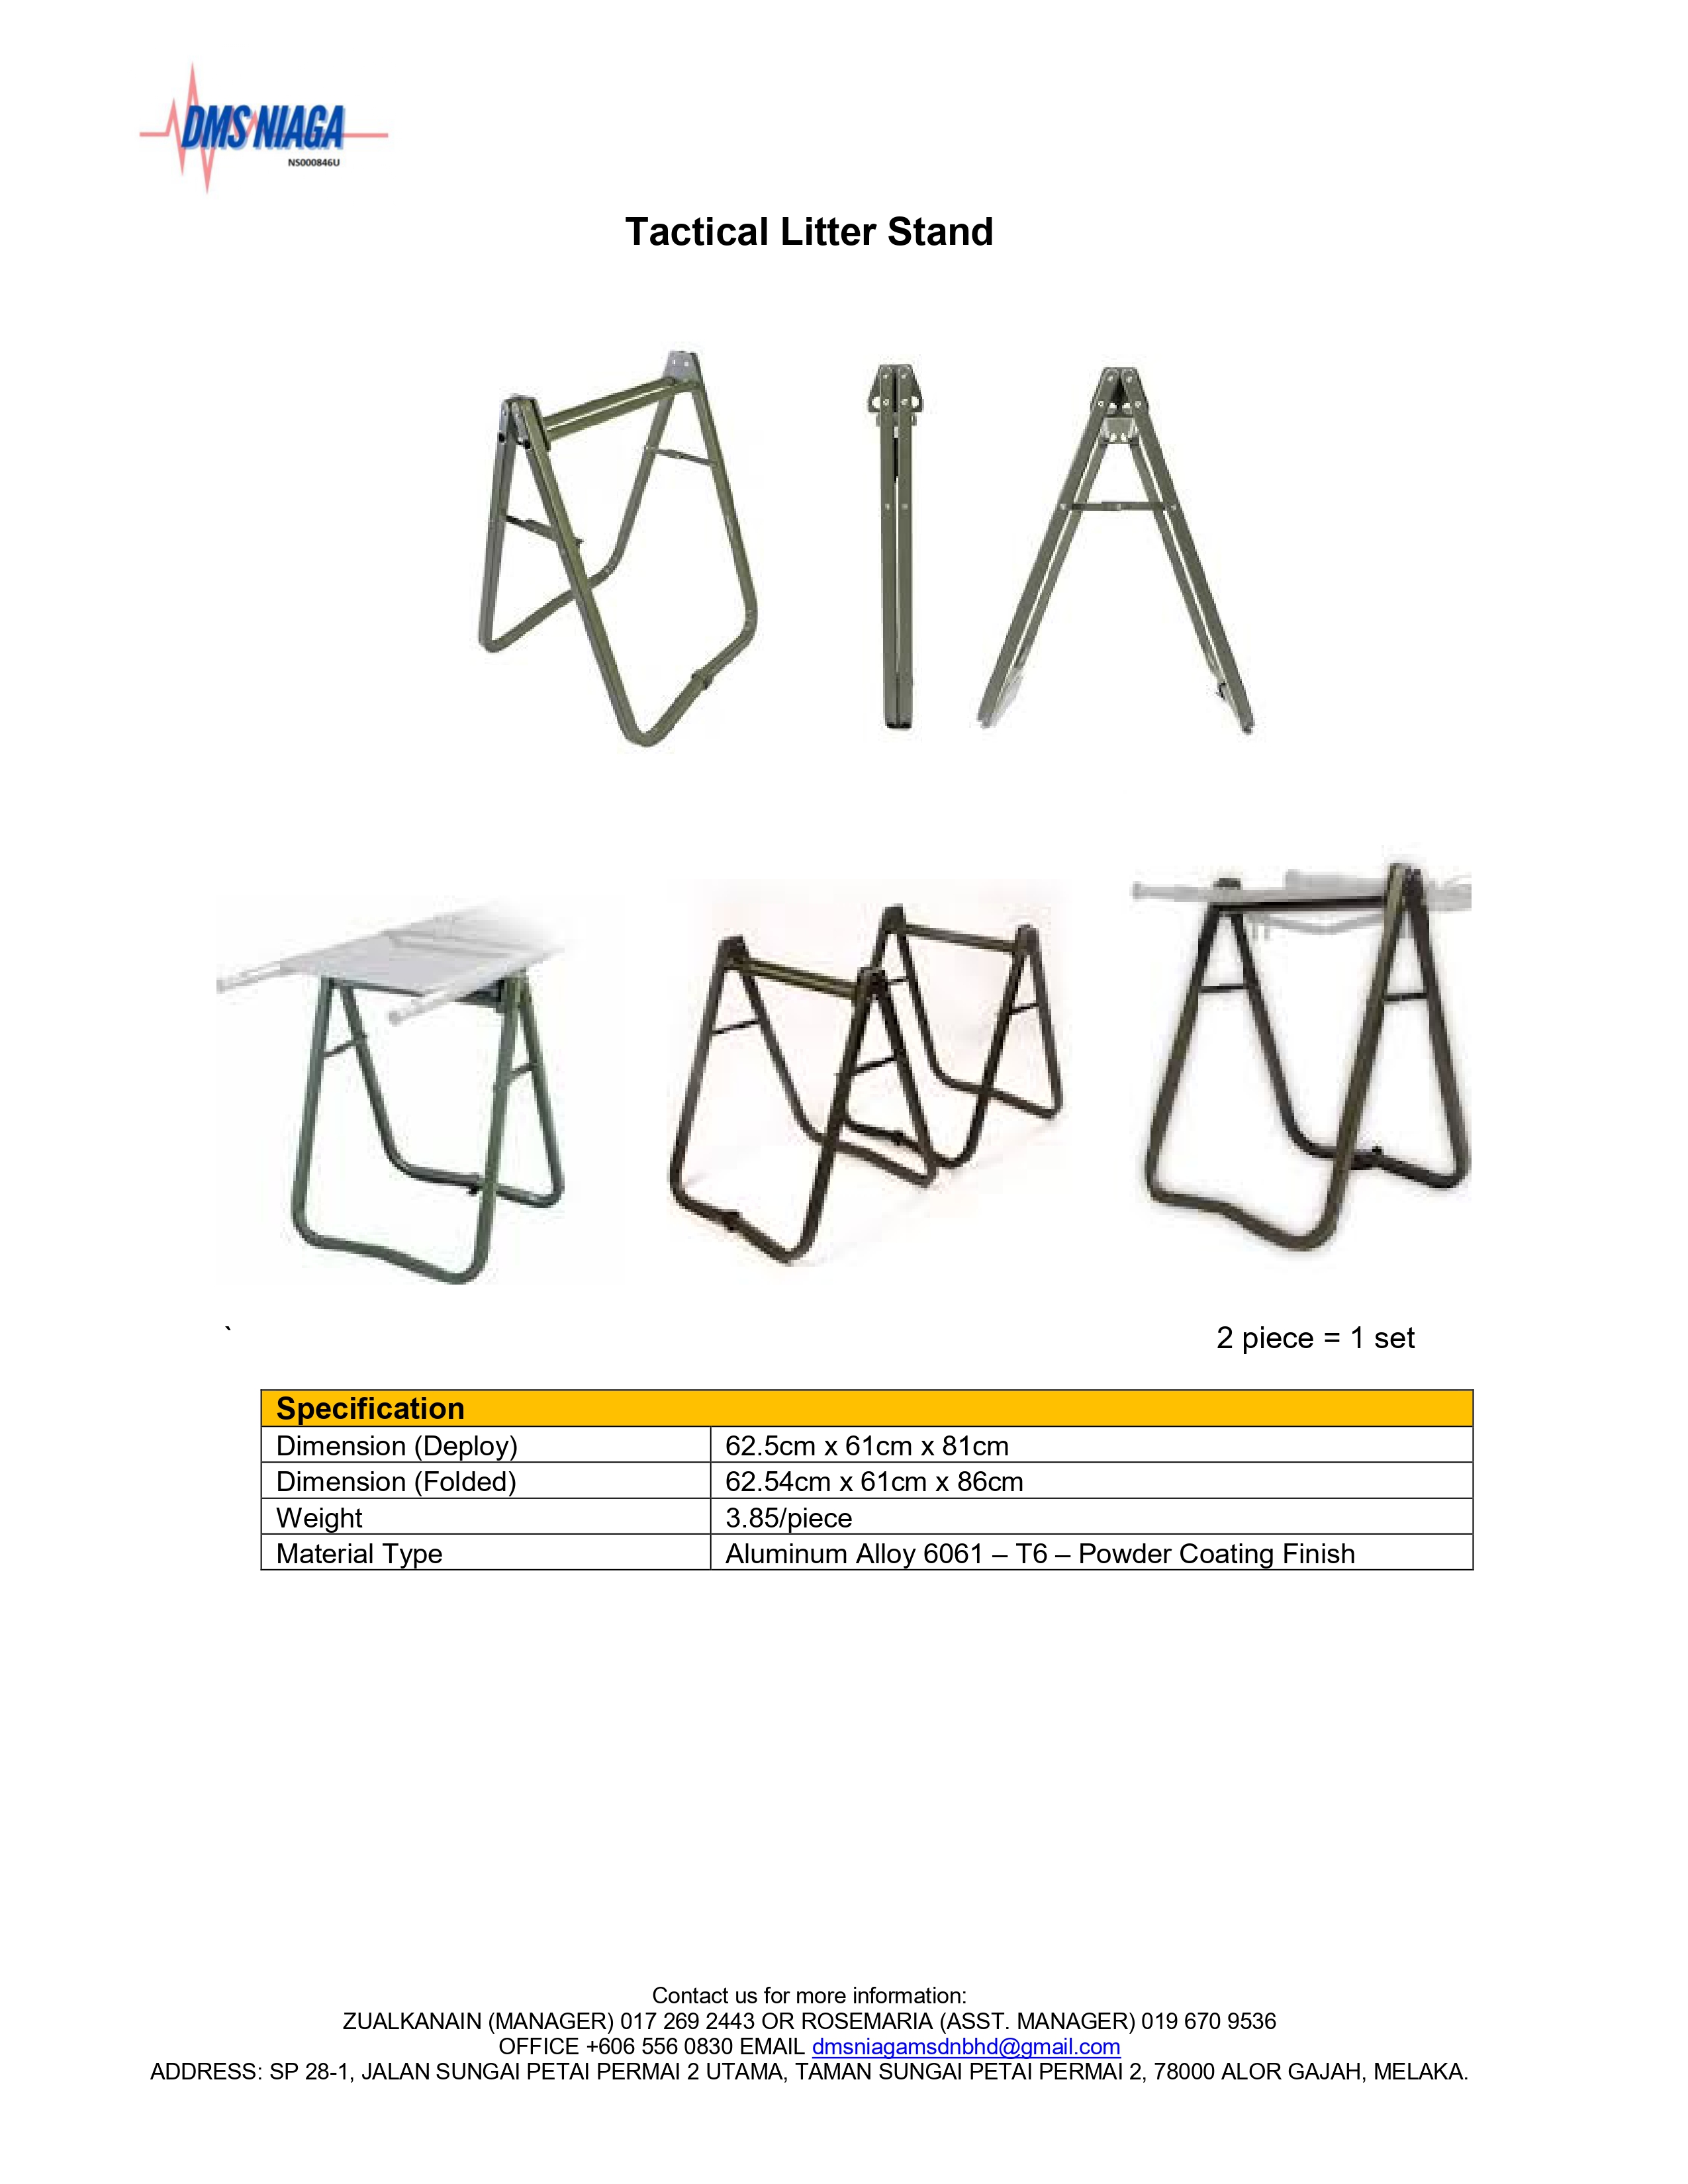 DMS NIAGA
NS000846U
Tactical Litter Stand
`
2 piece = 1 set
Specification
Dimension (Deploy) 62.5cm x 61cm x 81cm
Dimension (Folded) 62.54cm x 61cm x 86cm
Weight 3.85/piece
Material Type Aluminum Alloy 6061 – T6 – Powder Coating Finish
Contact us for more information:
ZUALKANAIN (MANAGER) 017 269 2443 OR ROSEMARIA (ASST. MANAGER) 019 670 9536
OFFICE +606 556 0830 EMAIL dmsniagamsdnbhd@gmail.com
ADDRESS: SP 28-1, JALAN SUNGAI PETAI PERMAI 2 UTAMA, TAMAN SUNGAI PETAI PERMAI 2, 78000 ALOR GAJAH, MELAKA.